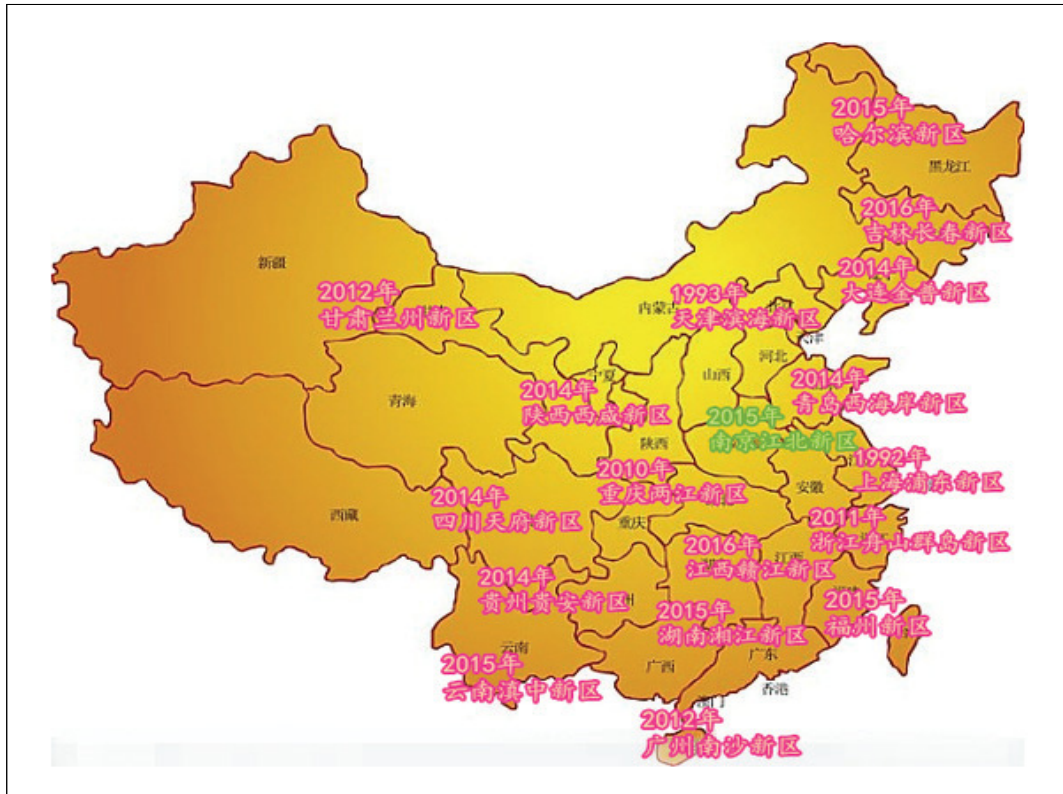 2015年
哈尔滨新区
黑龙江
2016年
吉林长春新区
2014年
大连金普新区
新疆
2012年
甘肃兰州新区
内蒙古
1993年
天津滨海新区
津
河北
宁夏
山西
青海
2014年
陕西西咸新区
2014年
青岛西海岸新区
2015年
南京江北新区
陕西
1992年
上海浦东新区
2010年
重庆两江新区
安徽
西藏
2014年
四川天府新区
重庆
2011年
浙江舟山群岛新区
2016年
江西赣江新区
江西
2014年
贵州贵安新区
州
2015年
湖南湘江新区
2015年
福州新区
云南
广西
广东
2015年
云南滇中新区
香港
澳门
2012年
广州南沙新区